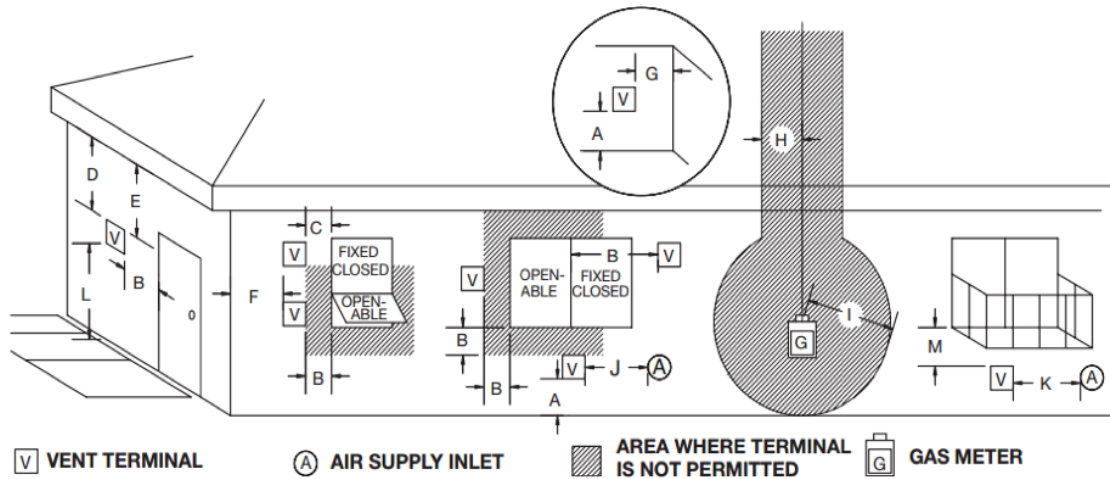 G
V
A
H
D
E
C
V
B
L
F
V
FIXED
CLOSED
V
OPEN-
ABLE
B
V
OPEN-
ABLE
B
FIXED
CLOSED
V
B
B
V
J
A
A
I
G
M
V
K
A
V VENT TERMINAL
A AIR SUPPLY INLET
AREA WHERE TERMINAL
IS NOT PERMITTED
G GAS METER